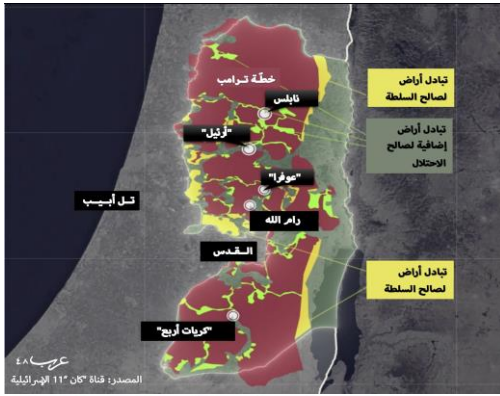 خطّة ترامب
تبادل أراض
لصالح السلطة
نابلس
تبادل أراض
إضافية لصالح
الاحتلال
"أرئيل"
"عوفرا"
تل أبيب
رام الله
القدس
تبادل أراض
لصالح السلطة
"كريات أربع"
عرب ٤٨
المصدر: قناة "كان 11" الإسرائيلية